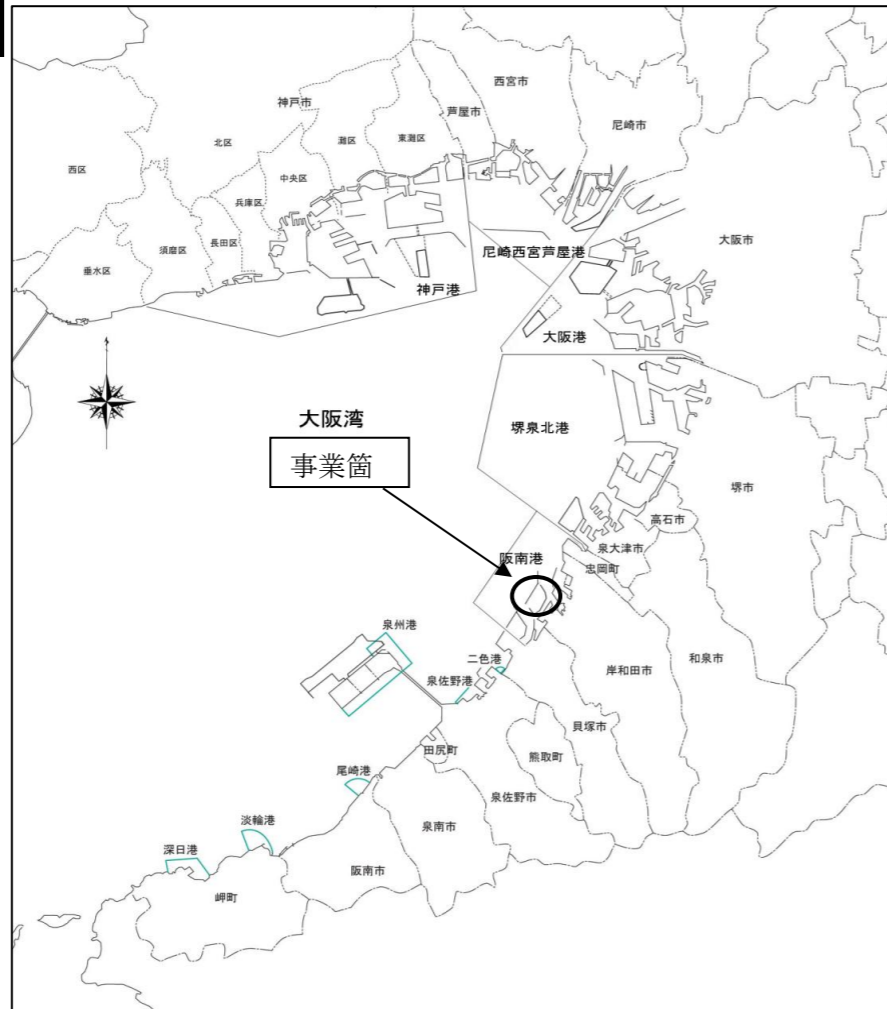 西宮市
芦屋市
神戸市
尼崎市
東灘区
灘区
北区
西区
中央区
兵庫区
大阪市
長田区
須磨区
尼崎西宮芦屋港
垂水区
神戸港
大阪港
大阪湾
堺泉北港
事業箇
堺市
高石市
泉大津市
阪南港
忠岡町
泉州港
二色港
岸和田市
和泉市
泉佐野港
貝塚市
田尻町
熊取町
尾崎港
泉佐野市
淡輪港
泉南市
深日港
阪南市
岬町